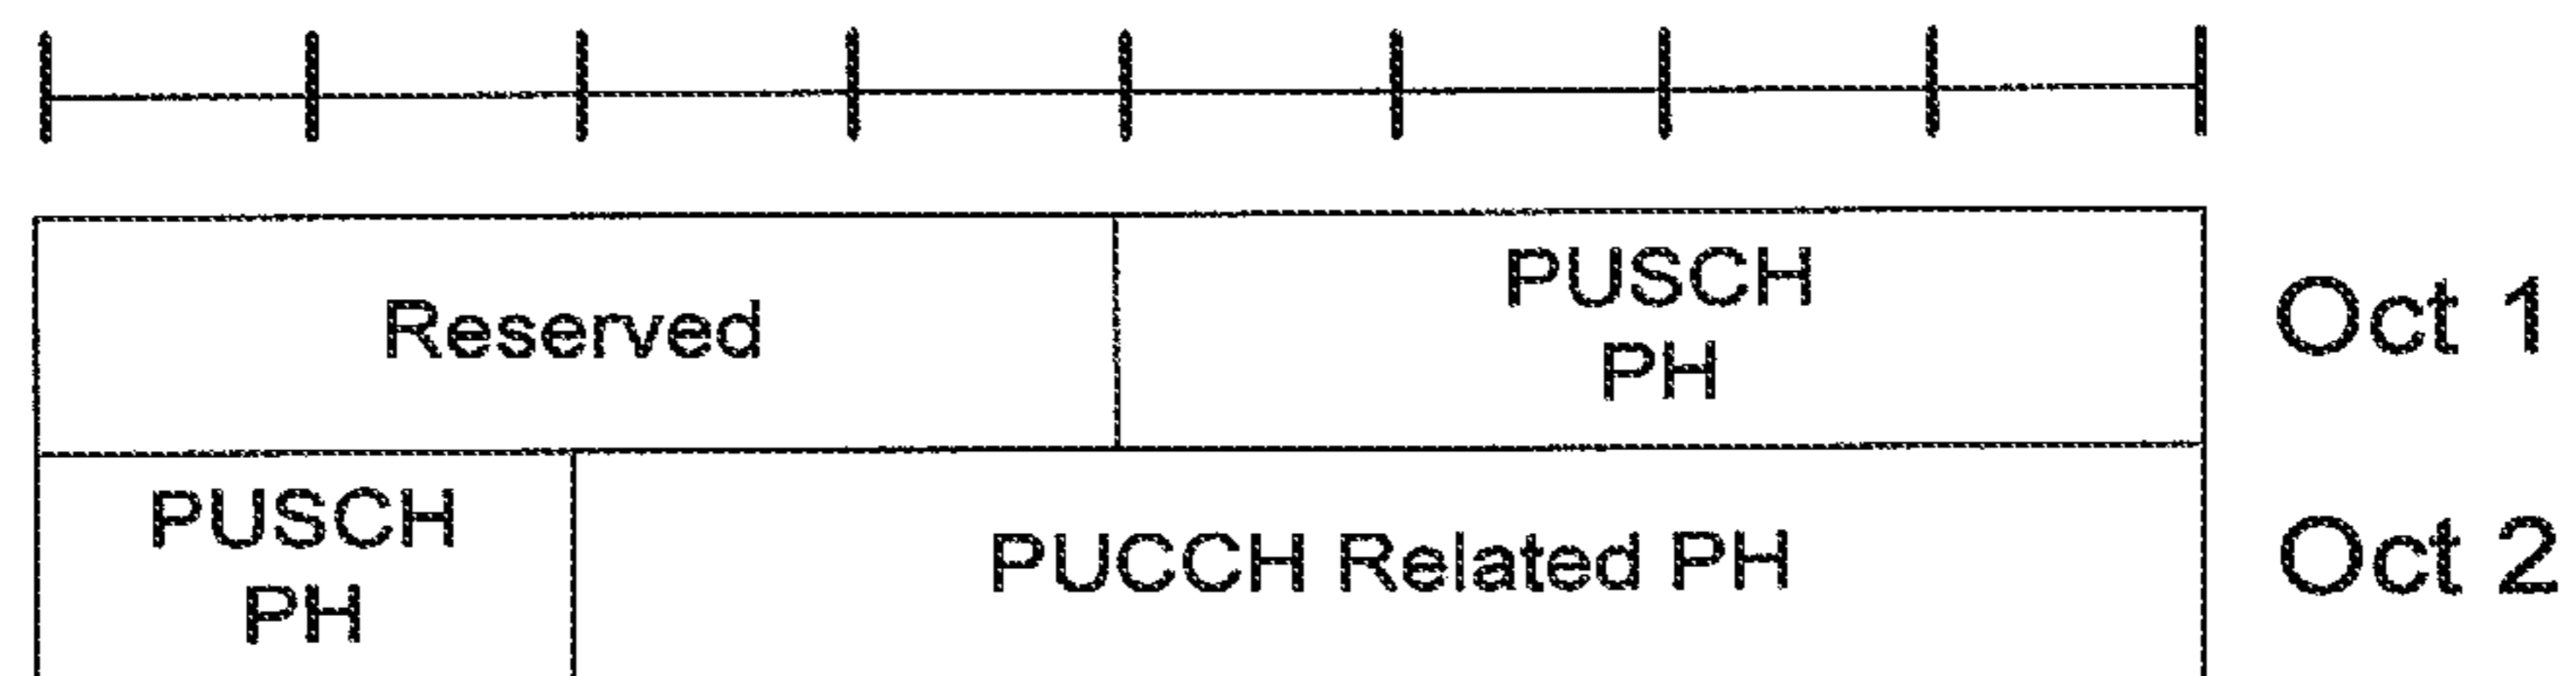 Reserved
PUSCH
PH
Oct 1
PUSCH
PH
PUCCH Related PH
Oct 2